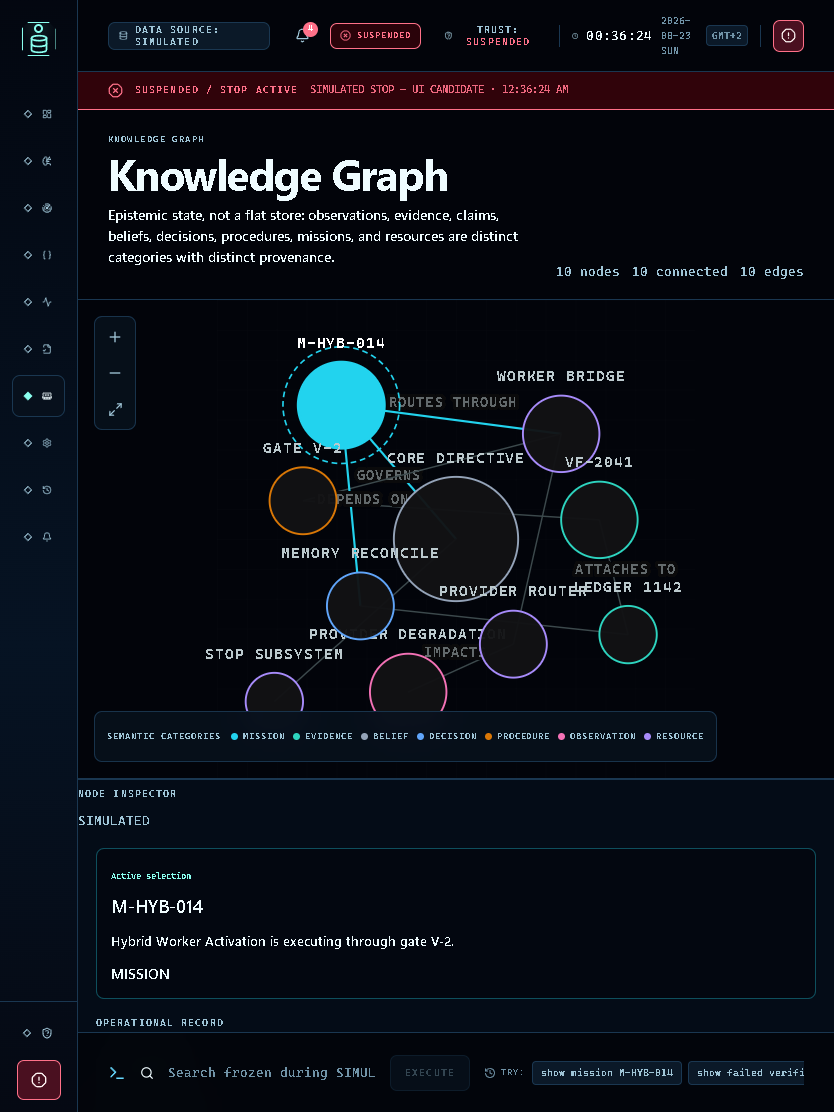 DATA SOURCE:
SIMULATED
4
SUSPENDED
TRUST:
SUSPENDED
00:36:24
2026-
08-23
SUN
GMT+2
SUSPENDED / STOP ACTIVE SIMULATED STOP — UI CANDIDATE · 12:36:24 AM
KNOWLEDGE GRAPH
Knowledge Graph
Epistemic state, not a flat store: observations, evidence, claims,
beliefs, decisions, procedures, missions, and resources are distinct
categories with distinct provenance.
10 nodes 10 connected 10 edges
M-HYB-014
WORKER BRIDGE
ROUTES THROUGH
GATE V-2
CORE DIRECTIVE
VF-2041
GOVERNS
DEPENDS ON
MEMORY RECONCILE
ATTACHES TO
LEDGER 1142
PROVIDER ROUTER
PROVIDER DEGRADATION
IMPACTS
STOP SUBSYSTEM
SEMANTIC CATEGORIES MISSION EVIDENCE BELIEF DECISION PROCEDURE OBSERVATION RESOURCE
NODE INSPECTOR
SIMULATED
Active selection
M-HYB-014
Hybrid Worker Activation is executing through gate V-2.
MISSION
OPERATIONAL RECORD
Search frozen during SIMUL
EXECUTE
TRY:
show mission M-HYB-014
show failed verifi